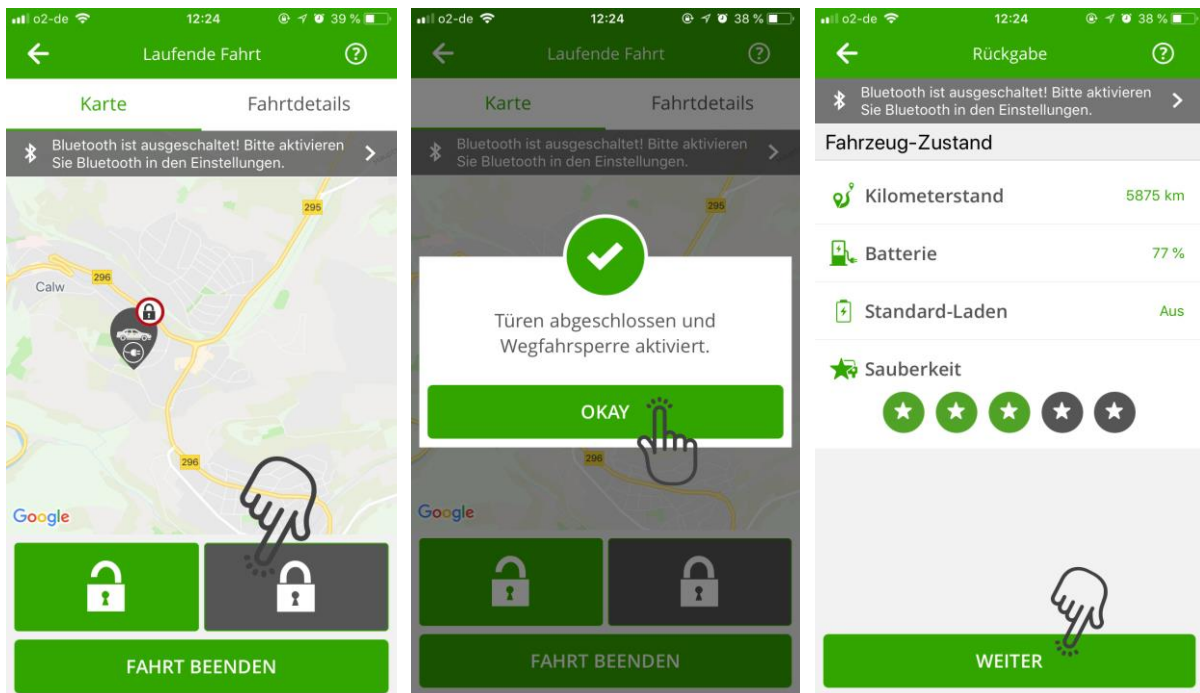 o2-de 12:24 39 %
Laufende Fahrt ?
Karte Fahrtdetails
Bluetooth ist ausgeschaltet! Bitte aktivieren
Sie Bluetooth in den Einstellungen.
295
296
Calw
296
Google
FAHRT BEENDEN
o2-de 12:24 38 %
Laufende Fahrt ?
Karte Fahrtdetails
Bluetooth ist ausgeschaltet! Bitte aktivieren
Sie Bluetooth in den Einstellungen.
295
Türen abgeschlossen und
Wegfahrsperre aktiviert.
OKAY
296
Google
FAHRT BEENDEN
o2-de 12:24 38 %
Rückgabe ?
Bluetooth ist ausgeschaltet! Bitte aktivieren
Sie Bluetooth in den Einstellungen.
Fahrzeug-Zustand
Kilometerstand 5875 km
Batterie 77 %
Standard-Laden Aus
Sauberkeit
WEITER